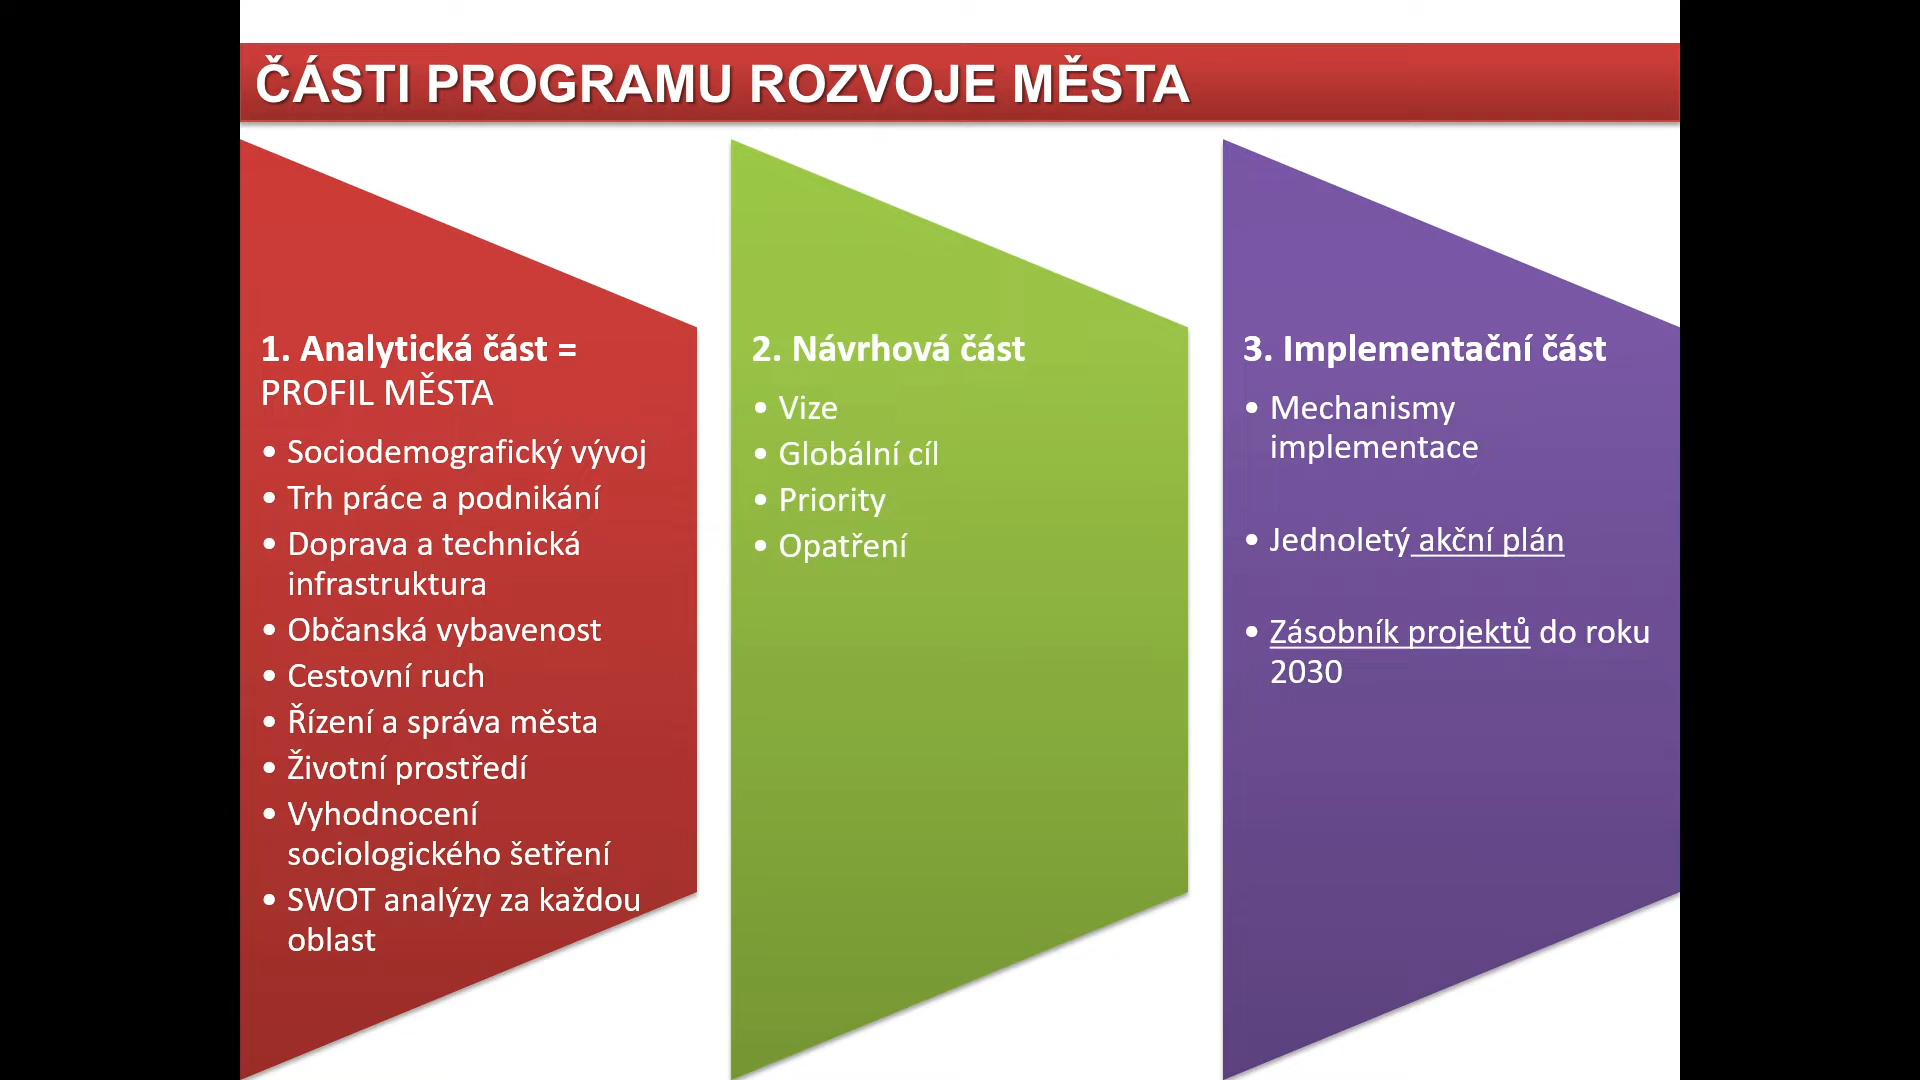 ČÁSTI PROGRAMU ROZVOJE MĚSTA
1. Analytická část =
PROFIL MĚSTA
• Sociodemografický vývoj
• Trh práce a podnikání
• Doprava a technická
infrastruktura
• Občanská vybavenost
• Cestovní ruch
• Řízení a správa města
• Životní prostředí
• Vyhodnocení
sociologického šetření
• SWOT analýzy za každou
oblast
2. Návrhová část
• Vize
• Globální cíl
• Priority
• Opatření
3. Implementační část
• Mechanismy
implementace
• Jednoletý akční plán
• Zásobník projektů do roku
2030